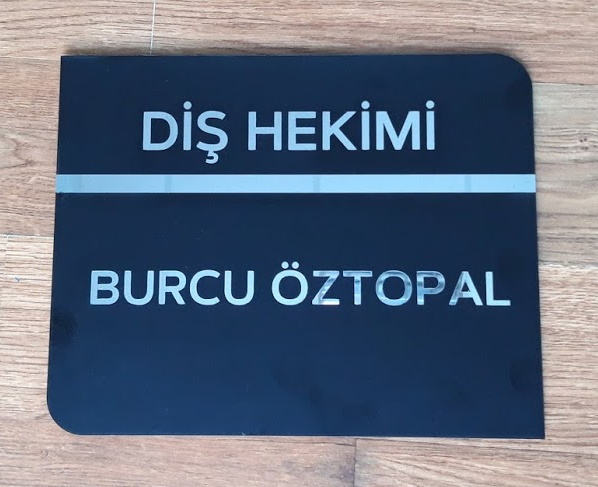 DİŞ HEKİMİ
BURCU ÖZTOPAL